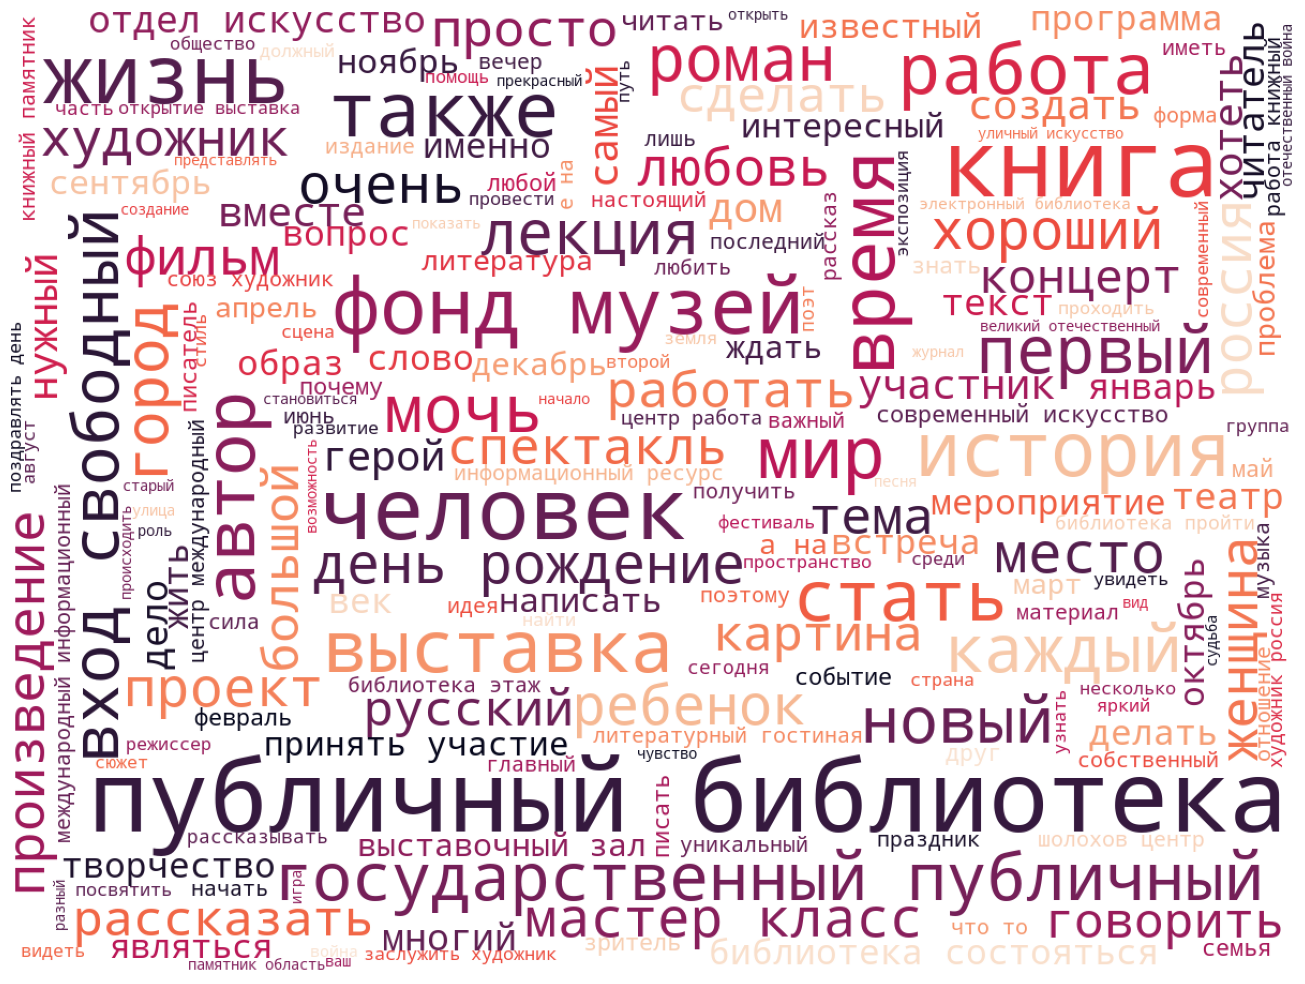 отдел искусство
просто
читать
открыть
известный
программа
книжный памятник
общество
должный
ноябрь
вечер
помощь
прекрасный
самый
путь
роман
работа
иметь
читатель
работа книжный
отечественный война
жизнь
также
сделать
создать
форма
хотеть
часть
открытие выставка
художник
представлять
издание
именно
лишь
интересный
уличный искусство
книга
сентябрь
очень
любой
е на
любовь
время
экспозиция
создание
вместе
показать
провести
настоящий
дом
рассказ
электронный библиотека
хороший
современный
россия
проблема
вход свободный
фильм
вопрос
лекция
последний
литература
любить
знать
концерт
союз художник
нужный
город
писатель
стиль
апрель
фонд музей
поэт
текст
проходить
поздравлять день
сцена
земля
великий отечественный
образ
слово
декабрь
второй
ждать
журнал
первый
почему
работать
участник
январь
автор
становиться
мочь
начало
июнь
развитие
центр работа
важный
современный искусство
группа
август
центр международный
герой
спектакль
мир
история
май
большой
возможность
информационный ресурс
песня
старый
человек
получить
мероприятие
театр
произведение
международный информационный
происходить
улица
роль
фестиваль
тема
библиотека пройти
а на
встреча
музыка
день рождение
пространство
среди
место
женщина
дело
жить
век
идея
написать
поэтому
стать
март
увидеть
октябрь
сила
найти
материал
вид
судьба
художник россия
выставка
картина
каждый
сегодня
событие
страна
отношение
проект
библиотека этаж
русский
ребенок
новый
несколько
яркий
узнать
февраль
литературный гостиная
делать
режиссер
принять участие
чувство
друг
сюжет
главный
собственный
публичный библиотека
рассказывать
выставочный зал
писать
уникальный
праздник
шолохов центр
творчество
государственный публичный
разный
посвятить
начать
игра
рассказать
мастер класс
что то
говорить
видеть
являться
многий
зритель
библиотека состояться
семья
война
заслужить художник
памятник область
ваш